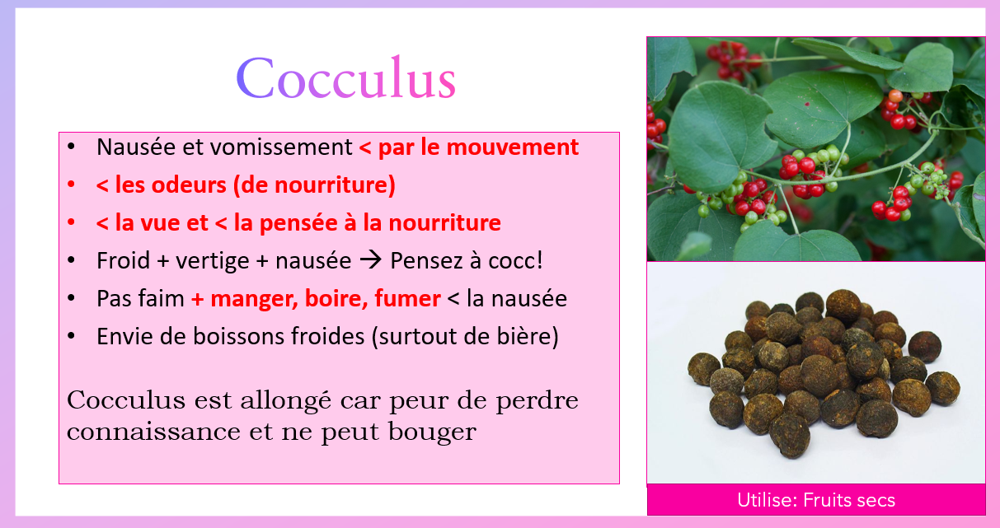 Cocculus
• Nausée et vomissement < par le mouvement
• < les odeurs (de nourriture)
• < la vue et < la pensée à la nourriture
• Froid + vertige + nausée → Pensez à cocc!
• Pas faim + manger, boire, fumer < la nausée
• Envie de boissons froides (surtout de bière)
Cocculus est allongé car peur de perdre
connaissance et ne peut bouger
Utilise: Fruits secs